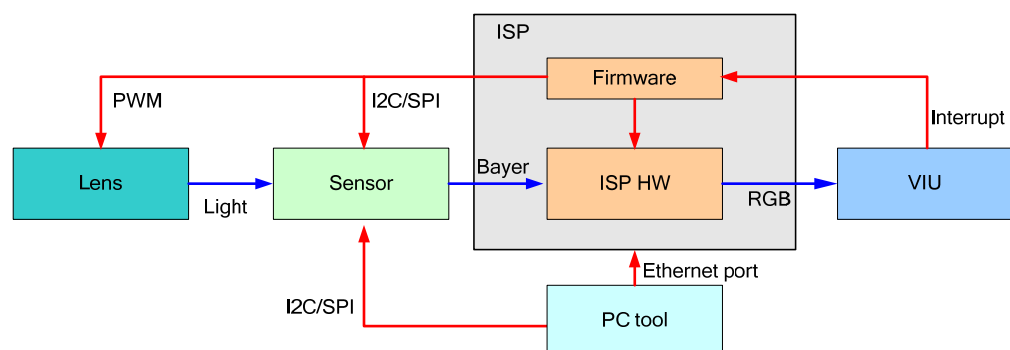 ISP
Firmware
PWM
I2C/SPI
Interrupt
Lens
Light
Sensor
Bayer
ISP HW
RGB
VIU
Ethernet port
I2C/SPI
PC tool